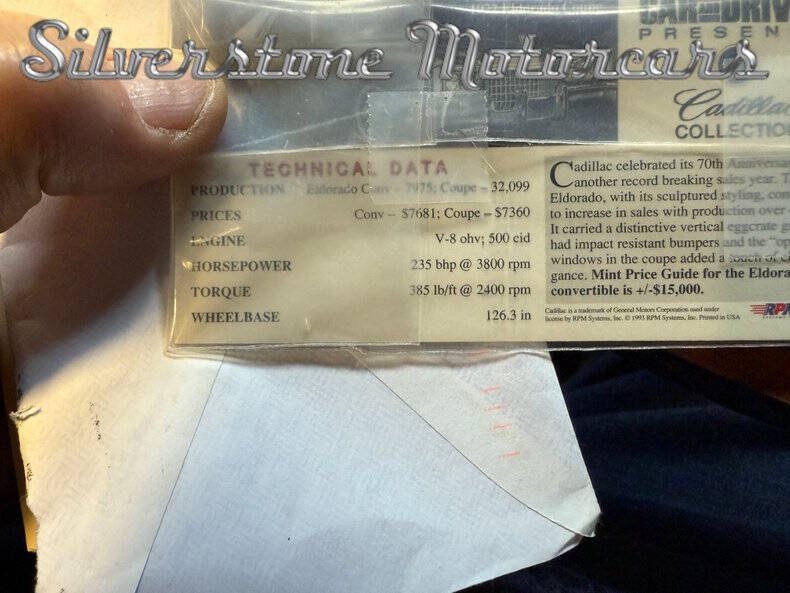 Silverstone Motorcars
CAR AND DRIV
PRESEN
Cadillac
COLLECTIO
TECHNICAL DATA
PRODUCTION Eldorado Conv – 7975; Coupe – 32,099
PRICES Conv – $7681; Coupe – $7360
ENGINE V-8 ohv; 500 cid
HORSEPOWER 235 bhp @ 3800 rpm
TORQUE 385 lb/ft @ 2400 rpm
WHEELBASE 126.3 in
Cadillac celebrated its 70th Anniversa
another record breaking sales year. T
Eldorado, with its sculptured styling, con
to increase in sales with production over
It carried a distinctive vertical eggcrate g
had impact resistant bumpers and the "op
windows in the coupe added a touch of el
gance. Mint Price Guide for the Eldora
convertible is +/-$15,000.
Cadillac is a trademark of General Motors Corporation used under
license by RPM Systems, Inc. © 1993 RPM Systems, Inc. Printed in USA
RPM